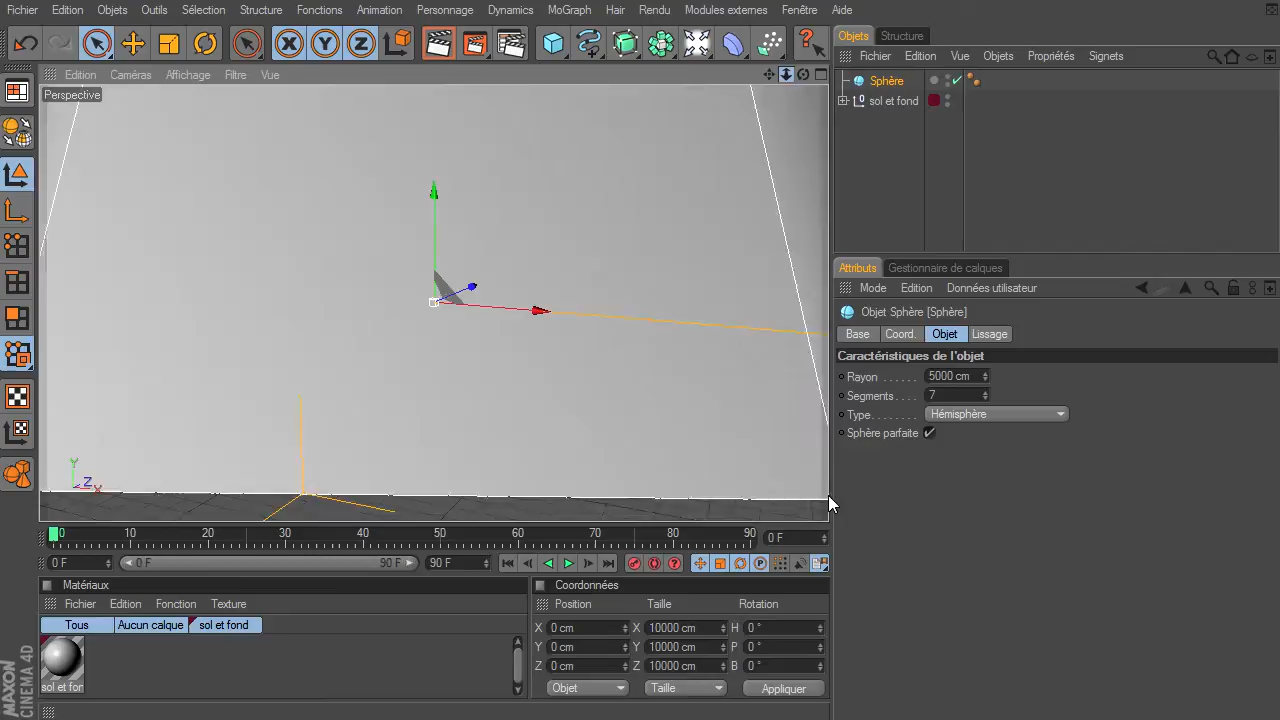 Fichier Edition Objets Outils Sélection Structure Fonctions Animation Personnage Dynamics MoGraph Hair Rendu Modules externes Fenêtre Aide
Objets Structure
Fichier Edition Vue Objets Propriétés Signets
Edition Caméras Affichage Filtre Vue
Perspective
Sphère
sol et fond
Attributs Gestionnaire de calques
Mode Edition Données utilisateur
Objet Sphère [Sphère]
Base Coord. Objet Lissage
Caractéristiques de l'objet
Rayon . . . . . . 5000 cm
Segments . . . . 7
Type. . . . . . . . Hémisphère
Sphère parfaite
Y
Z
X
0 10 20 30 40 50 60 70 80 90 0 F
0 F 0 F 90 F 90 F
Matériaux
Fichier Edition Fonction Texture
Tous Aucun calque sol et fond
sol et fon
Coordonnées
Position Taille Rotation
X 0 cm X 10000 cm H 0 °
Y 0 cm Y 10000 cm P 0 °
Z 0 cm Z 10000 cm B 0 °
Objet Taille Appliquer
MAXON
CINEMA 4D